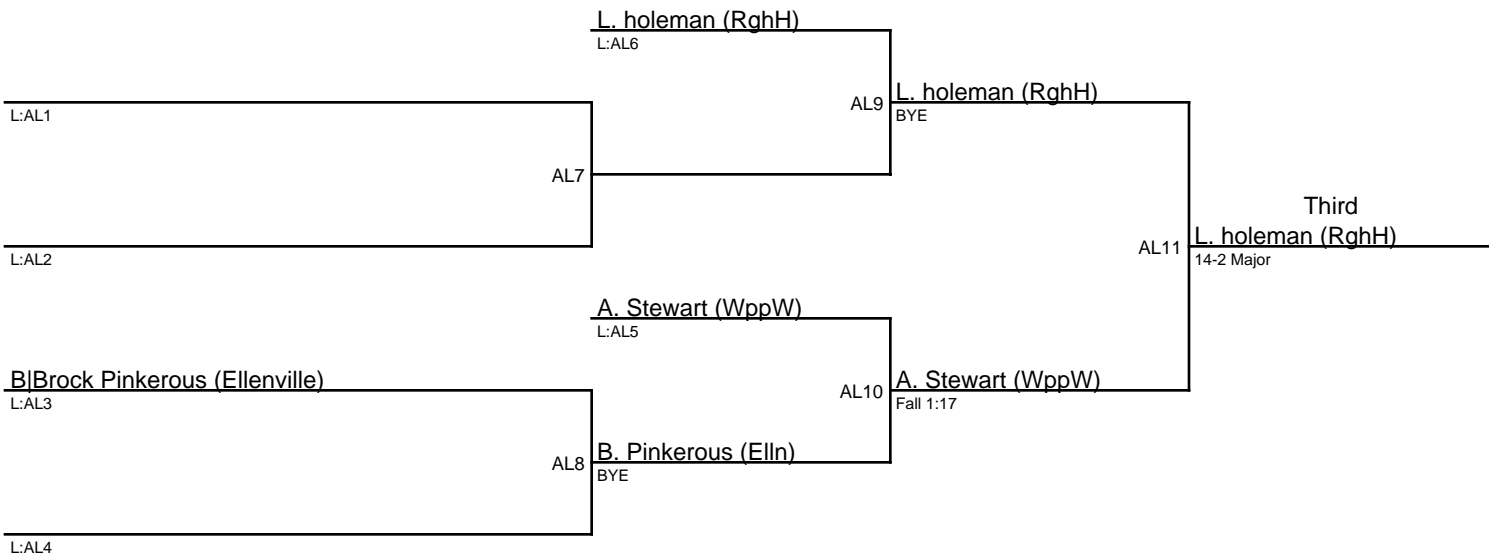 L. holeman (RghH)
L:AL6
AL9
L. holeman (RghH)
BYE
L:AL1
AL7
Third
L. holeman (RghH)
AL11
14-2 Major
L:AL2
A. Stewart (WppW)
L:AL5
B|Brock Pinkerous (Ellenville)
L:AL3
AL10
A. Stewart (WppW)
Fall 1:17
B. Pinkerous (Elln)
AL8
BYE
L:AL4